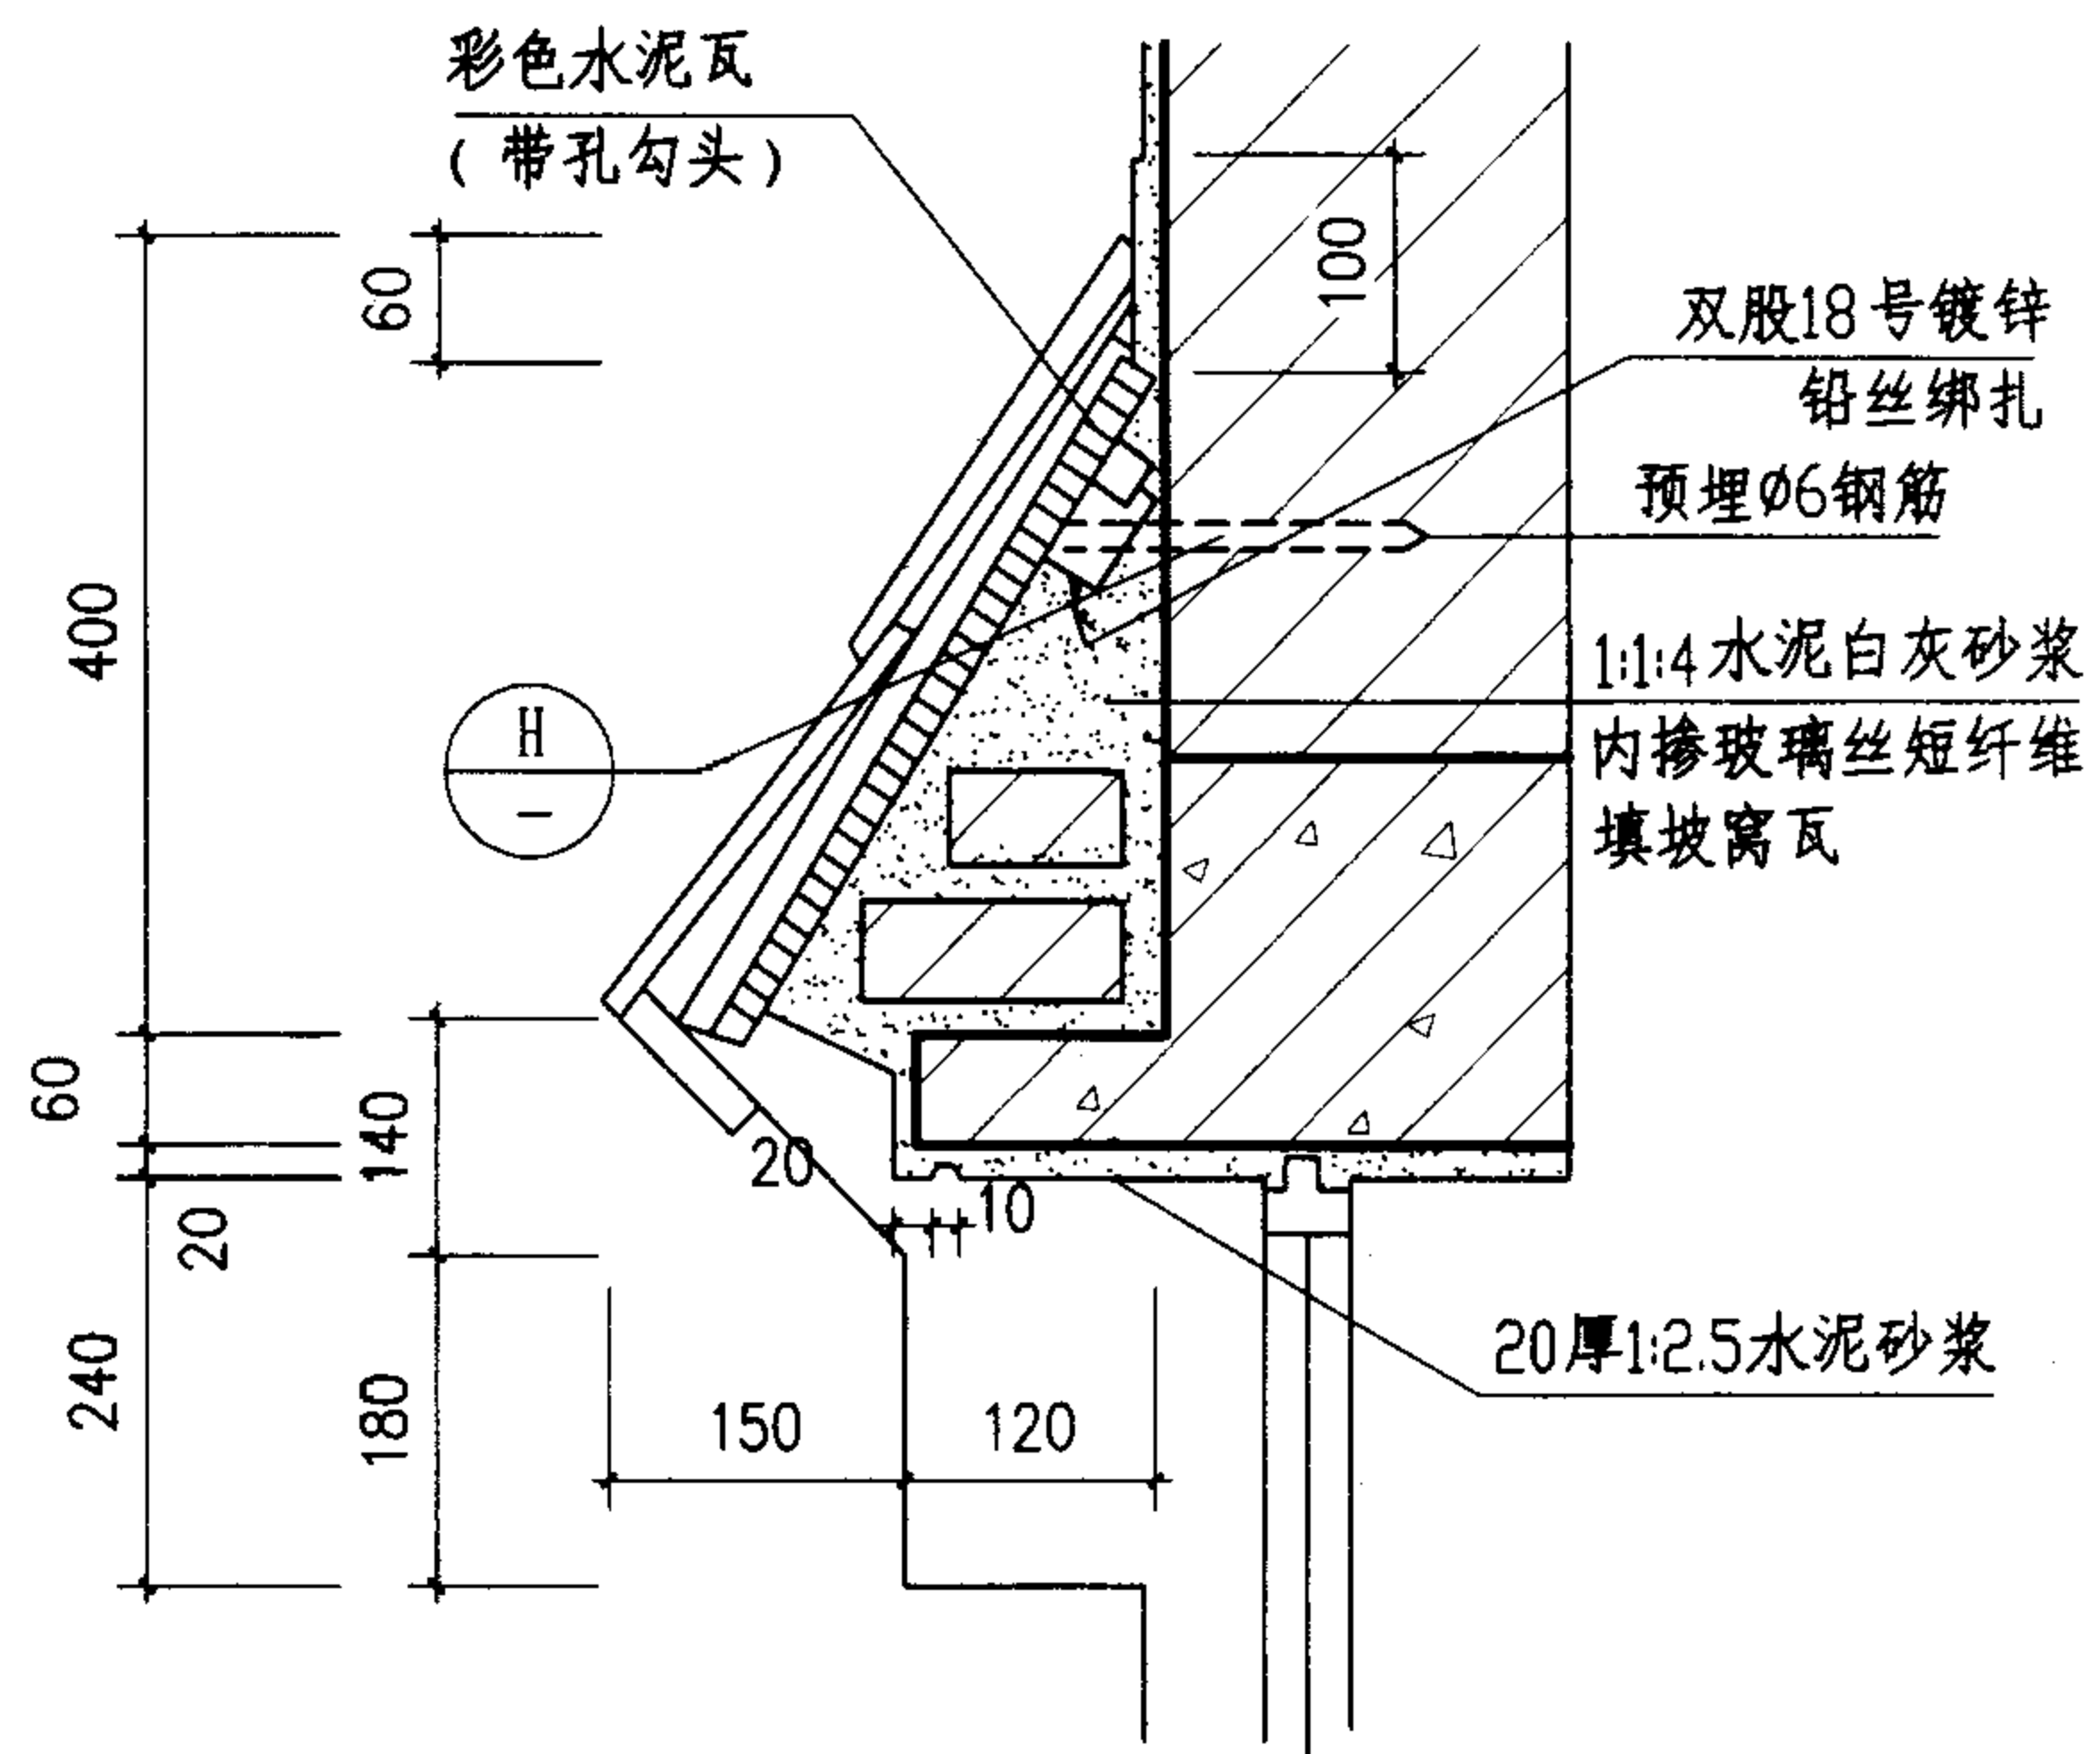 彩色水泥瓦
(带孔勾头)
60
100
双股18号镀锌
铅丝绑扎
预埋ø6钢筋
400
1:1:4水泥白灰砂浆
内掺玻璃丝短纤维
填坡窝瓦
H
—
60
140
20
10
20
240
180
150
120
20厚1:2.5水泥砂浆